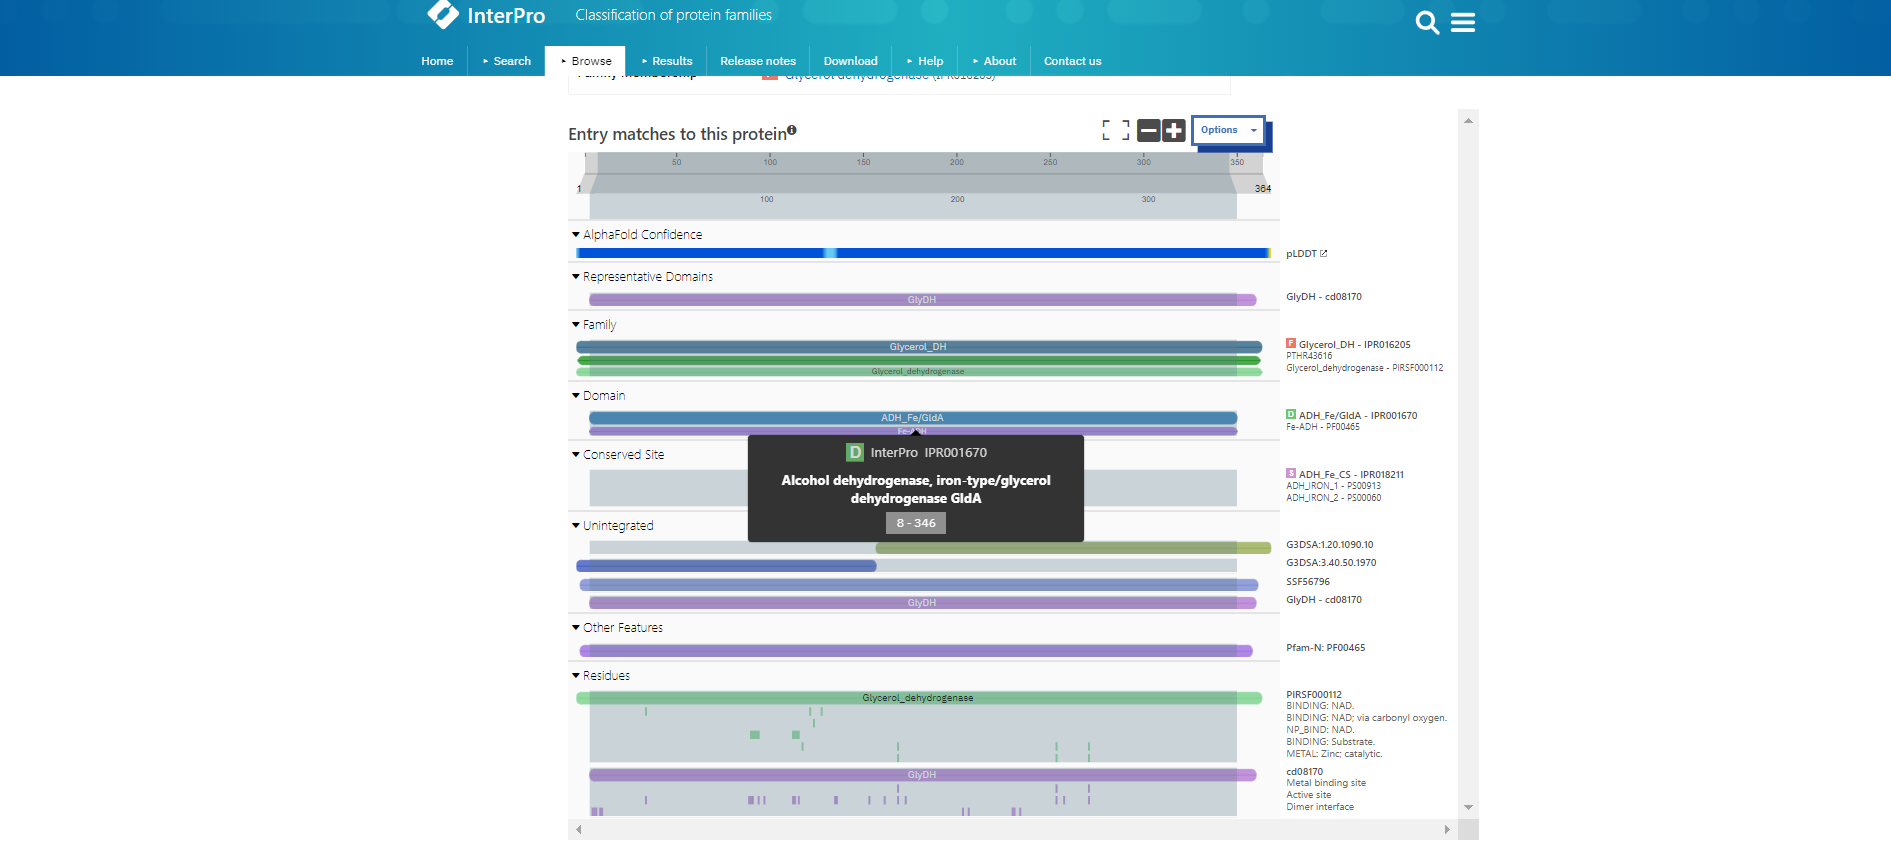 InterPro
Classification of protein families
Home
Search
Browse
Results
Release notes
Download
Help
About
Contact us
Family Membership
Glycerol dehydrogenase (IPR016205)
Entry matches to this protein
Options
50 100 150 200 250 300 350
1 364
100 200 300
AlphaFold Confidence
pLDDT
Representative Domains
GlyDH
GlyDH - cd08170
Family
Glycerol_DH
F Glycerol_DH - IPR016205
PTHR43616
Glycerol_dehydrogenase
Glycerol_dehydrogenase - PIRSF000112
Domain
ADH_Fe/GldA
D ADH_Fe/GldA - IPR001670
Fe-ADH
Fe-ADH - PF00465
D InterPro IPR001670
Alcohol dehydrogenase, iron-type/glycerol
dehydrogenase GldA
8 - 346
Conserved Site
S ADH_Fe_CS - IPR018211
ADH_IRON_1 - PS00913
ADH_IRON_2 - PS00060
Unintegrated
G3DSA:1.20.1090.10
G3DSA:3.40.50.1970
SSF56796
GlyDH
GlyDH - cd08170
Other Features
Pfam-N: PF00465
Residues
Glycerol_dehydrogenase
PIRSF000112
BINDING: NAD.
BINDING: NAD; via carbonyl oxygen.
NP_BIND: NAD.
BINDING: Substrate.
METAL: Zinc; catalytic.
GlyDH
cd08170
Metal binding site
Active site
Dimer interface